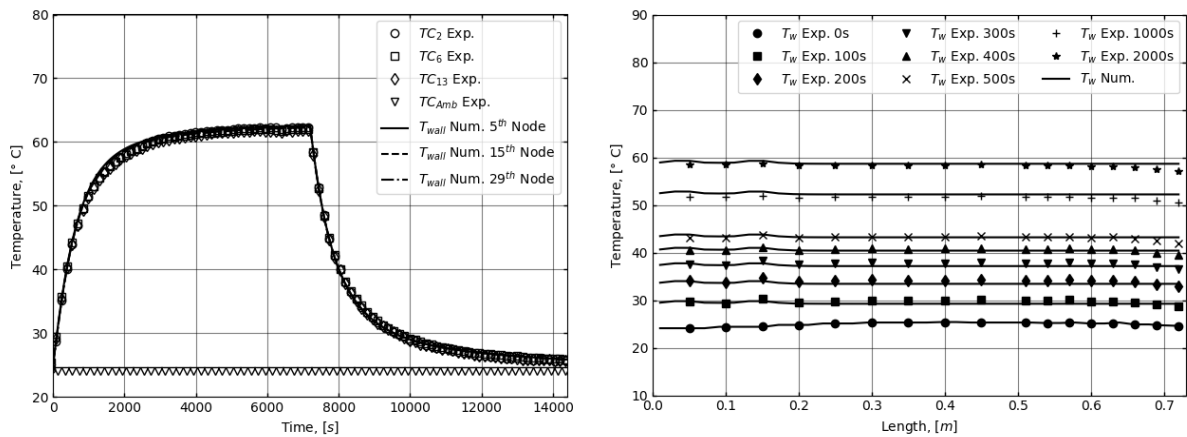 80
70
60
50
40
30
20
Temperature, [° C]
TC2 Exp.
TC6 Exp.
TC13 Exp.
TCAmb Exp.
Twall Num. 5th Node
Twall Num. 15th Node
Twall Num. 29th Node
0 2000 4000 6000 8000 10000 12000 14000
Time, [s]
90
80
70
60
50
40
30
20
10
Temperature, [° C]
Tw Exp. 0s Tw Exp. 300s Tw Exp. 1000s
Tw Exp. 100s Tw Exp. 400s Tw Exp. 2000s
Tw Exp. 200s Tw Exp. 500s Tw Num.
0.0 0.1 0.2 0.3 0.4 0.5 0.6 0.7
Length, [m]